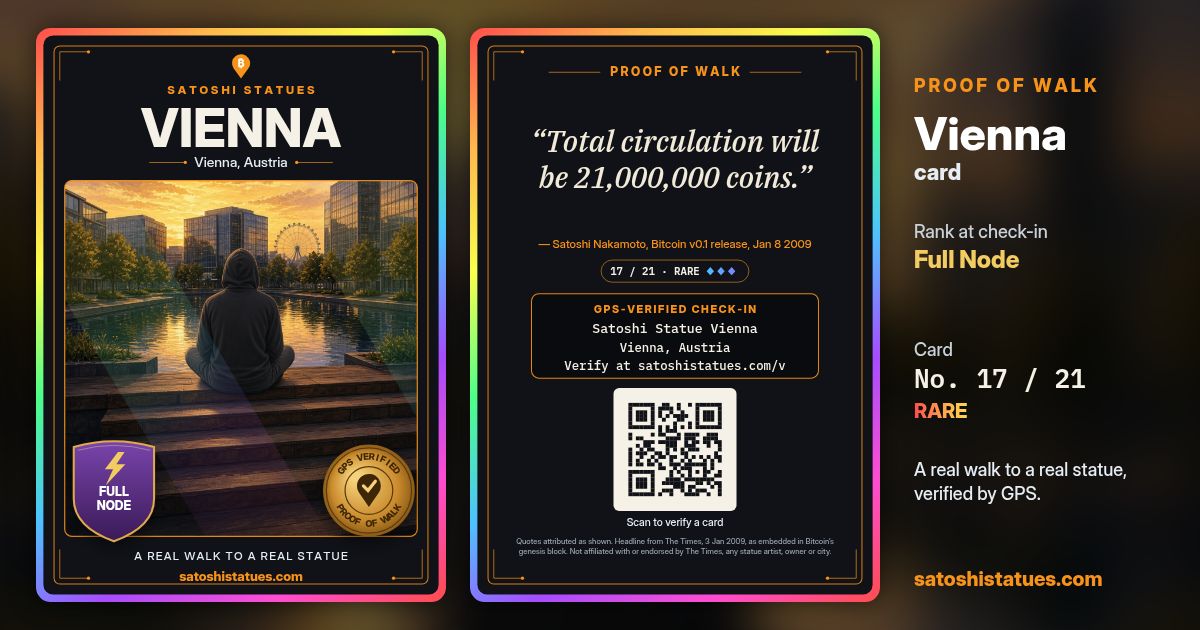 SATOSHI STATUES
VIENNA
Vienna, Austria
FULL
NODE
GPS VERIFIED
PROOF OF WALK
A REAL WALK TO A REAL STATUE
satoshistatues.com
PROOF OF WALK
“Total circulation will
be 21,000,000 coins.”
— Satoshi Nakamoto, Bitcoin v0.1 release, Jan 8 2009
17 / 21 · RARE
GPS-VERIFIED CHECK-IN
Satoshi Statue Vienna
Vienna, Austria
Verify at satoshistatues.com/v
Scan to verify a card
Quotes attributed as shown. Headline from The Times, 3 Jan 2009, as embedded in Bitcoin's
genesis block. Not affiliated with or endorsed by The Times, any statue artist, owner or city.
PROOF OF WALK
Vienna
card
Rank at check-in
Full Node
Card
No. 17 / 21
RARE
A real walk to a real statue,
verified by GPS.
satoshistatues.com